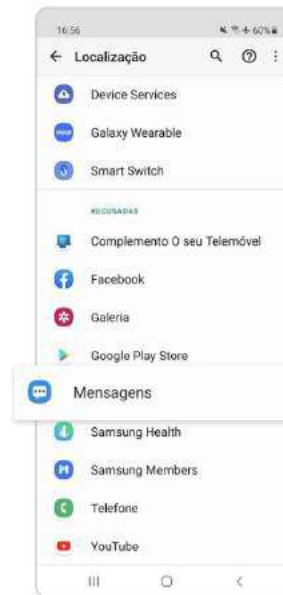 16:56
60%
Localização
Device Services
Galaxy Wearable
Smart Switch
RECUSADAS
Complemento O seu Telemóvel
Facebook
Galeria
Google Play Store
Mensagens
Samsung Health
Samsung Members
Telefone
YouTube